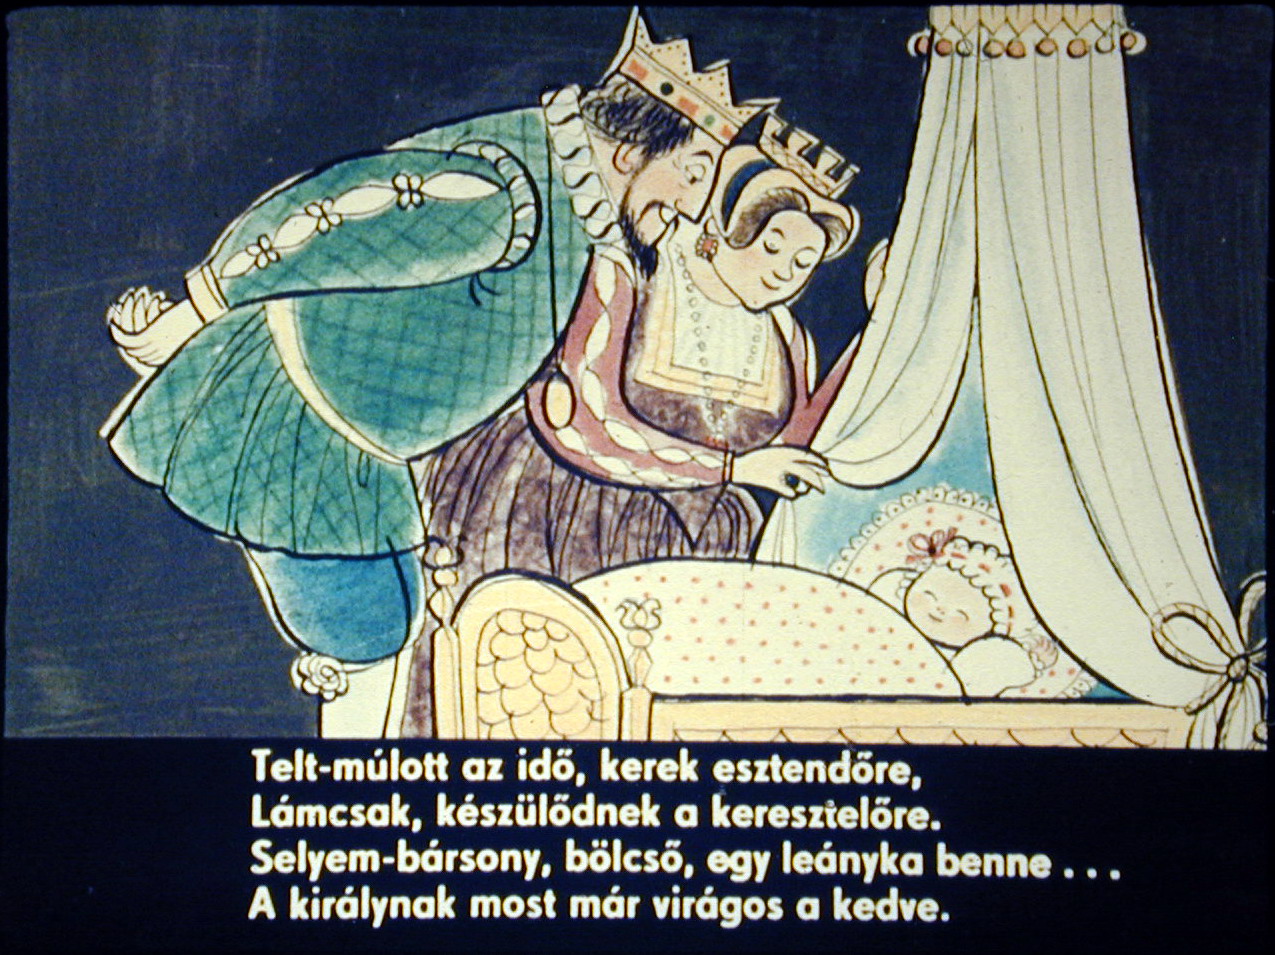 Telt-múlott az idő, kerek esztendőre,
Lámcsak, készülődnek a keresztelőre.
Selyem-bársony, bölcső, egy leányka benne . . .
A királynak most már virágos a kedve.